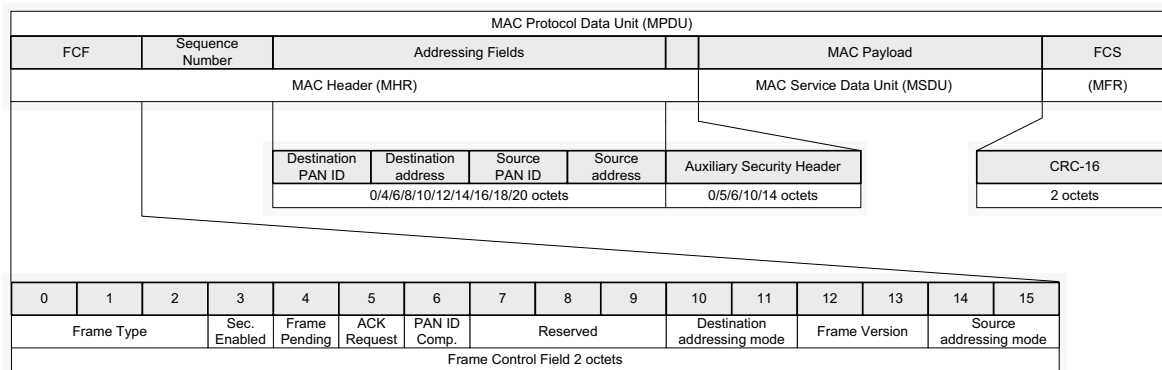 MAC Protocol Data Unit (MPDU)
FCF Sequence Number Addressing Fields MAC Payload FCS
MAC Header (MHR) MAC Service Data Unit (MSDU) (MFR)
Destination PAN ID Destination address Source PAN ID Source address Auxiliary Security Header CRC-16
0/4/6/8/10/12/14/16/18/20 octets 0/5/6/10/14 octets 2 octets
0 1 2 3 4 5 6 7 8 9 10 11 12 13 14 15
Frame Type Sec. Enabled Frame Pending ACK Request PAN ID Comp. Reserved Destination addressing mode Frame Version Source addressing mode
Frame Control Field 2 octets